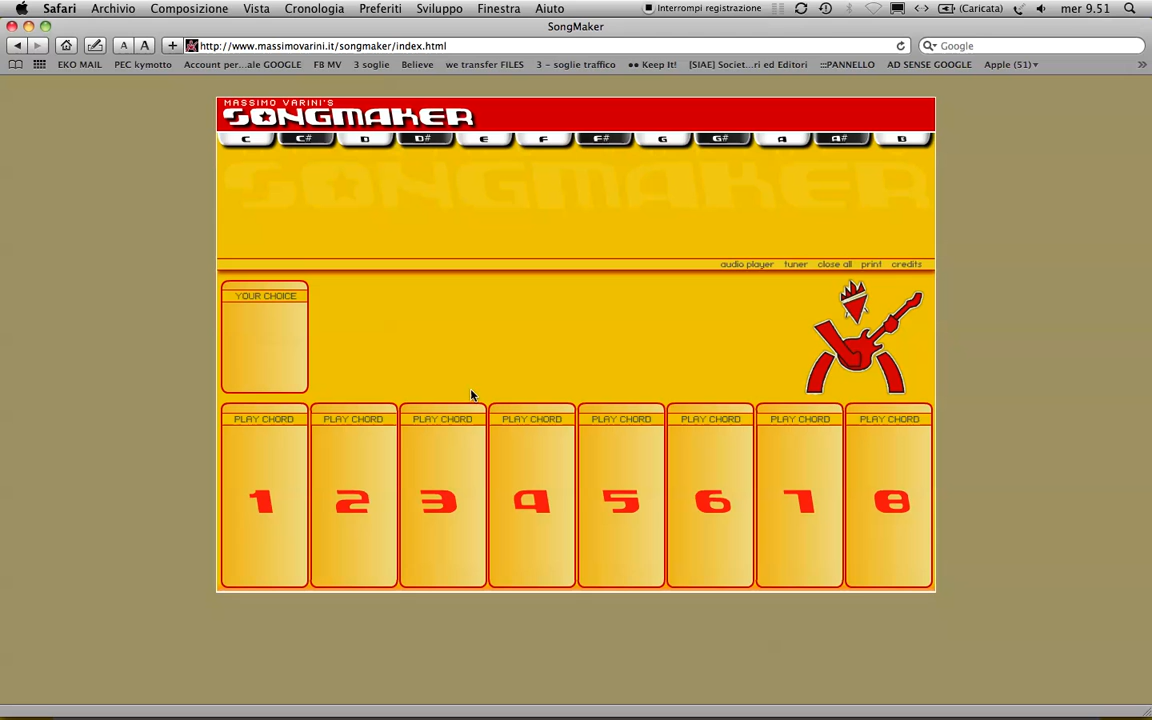 Safari Archivio Composizione Vista Cronologia Preferiti Sviluppo Finestra Aiuto Interrompi registrazione (Caricata) mer 9.51
SongMaker
A A + http://www.massimovarini.it/songmaker/index.html Google
EKO MAIL PEC kymotto Account per...ale GOOGLE FB MV 3 soglie Believe we transfer FILES 3 - soglie traffico •• Keep It! [SIAE] Societ...ri ed Editori :::PANNELLO AD SENSE GOOGLE Apple (51)▾ »
MASSIMO VARINI'S
SONGMAKER
C C# D D# E F F# G G# A A# B
SONGMAKER
audio player tuner close all print credits
YOUR CHOICE
PLAY CHORD PLAY CHORD PLAY CHORD PLAY CHORD PLAY CHORD PLAY CHORD PLAY CHORD PLAY CHORD
1 2 3 4 5 6 7 8